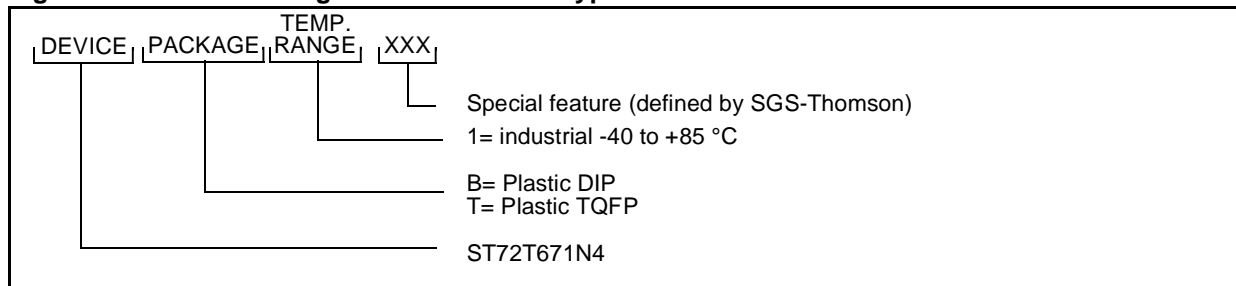 TEMP.
DEVICE PACKAGE RANGE XXX
Special feature (defined by SGS-Thomson)
1= industrial -40 to +85 °C
B= Plastic DIP
T= Plastic TQFP
ST72T671N4